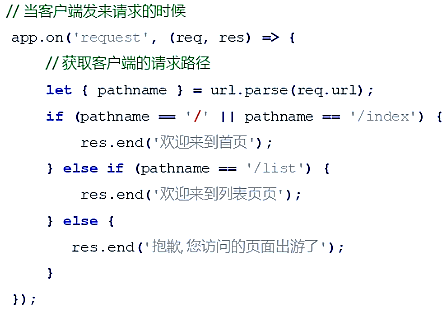 // 当客户端发来请求的时候
app.on('request', (req, res) => {
// 获取客户端的请求路径
let { pathname } = url.parse(req.url);
if (pathname == '/' || pathname == '/index') {
res.end('欢迎来到首页');
} else if (pathname == '/list') {
res.end('欢迎来到列表页页');
} else {
res.end('抱歉, 您访问的页面出游了');
}
});